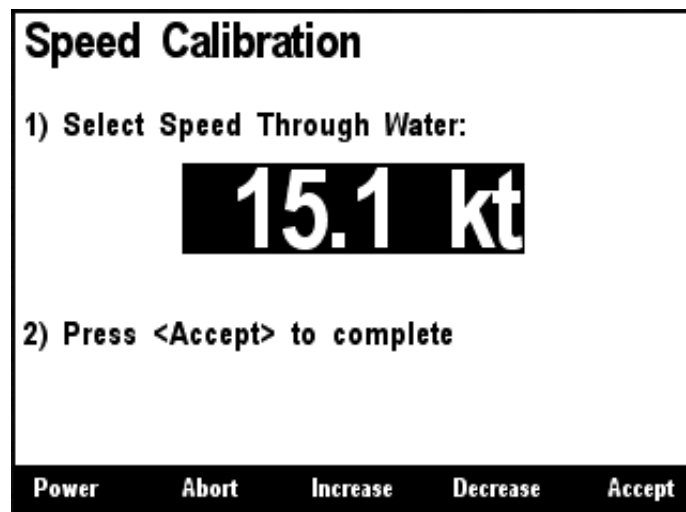 Speed Calibration
1) Select Speed Through Water:
15.1 kt
2) Press <Accept> to complete
Power Abort Increase Decrease Accept